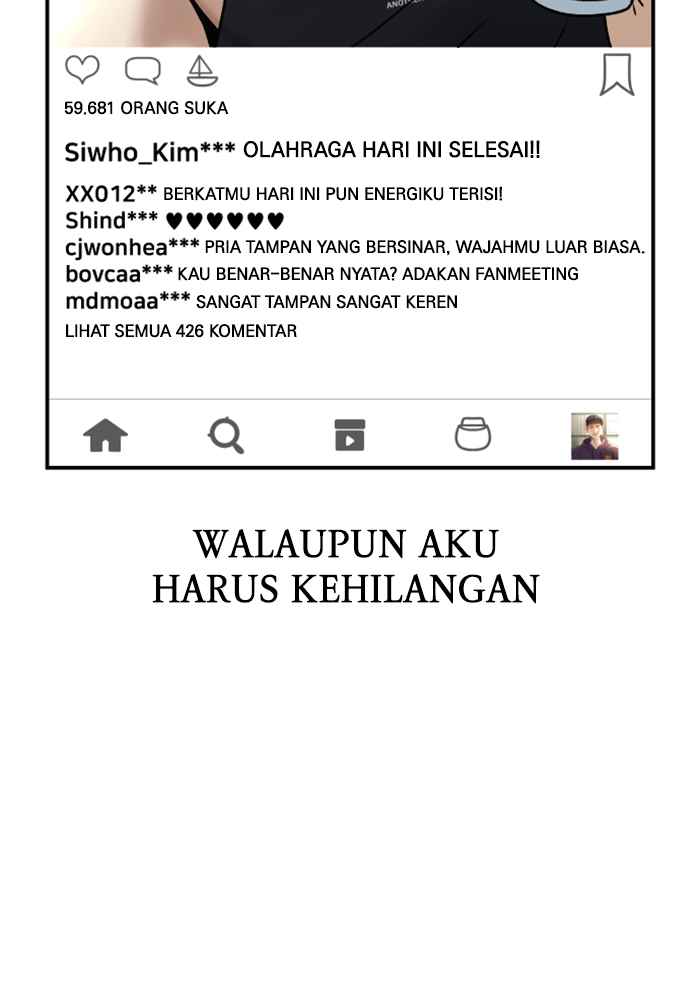 59.681 ORANG SUKA
Siwho_Kim*** OLAHRAGA HARI INI SELESAI!!
XX012** BERKATMU HARI INI PUN ENERGIKU TERISI!
Shind*** ♥♥♥♥♥♥
cjwonhea*** PRIA TAMPAN YANG BERSINAR, WAJAHMU LUAR BIASA.
bovcaa*** KAU BENAR-BENAR NYATA? ADAKAN FANMEETING
mdmoaa*** SANGAT TAMPAN SANGAT KEREN
LIHAT SEMUA 426 KOMENTAR
WALAUPUN AKU
HARUS KEHILANGAN